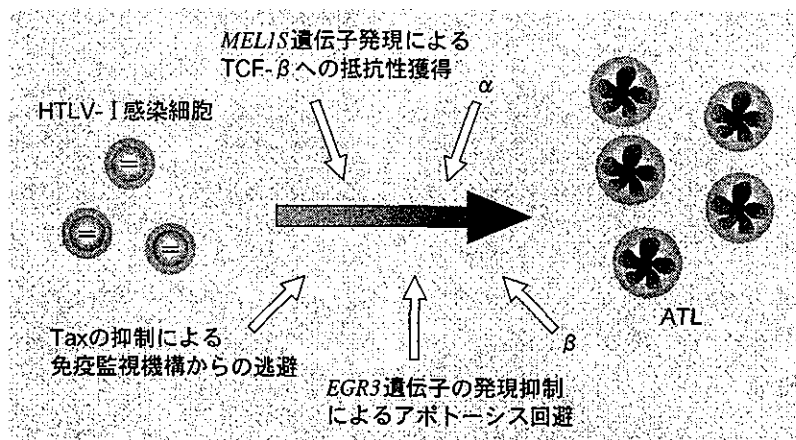 MEL1S遺伝子発現による
TCF-βへの抵抗性獲得
α
HTLV-Ⅰ感染細胞
Taxの抑制による
免疫監視機構からの逃避
EGR3遺伝子の発現抑制
によるアポトーシス回避
β
ATL